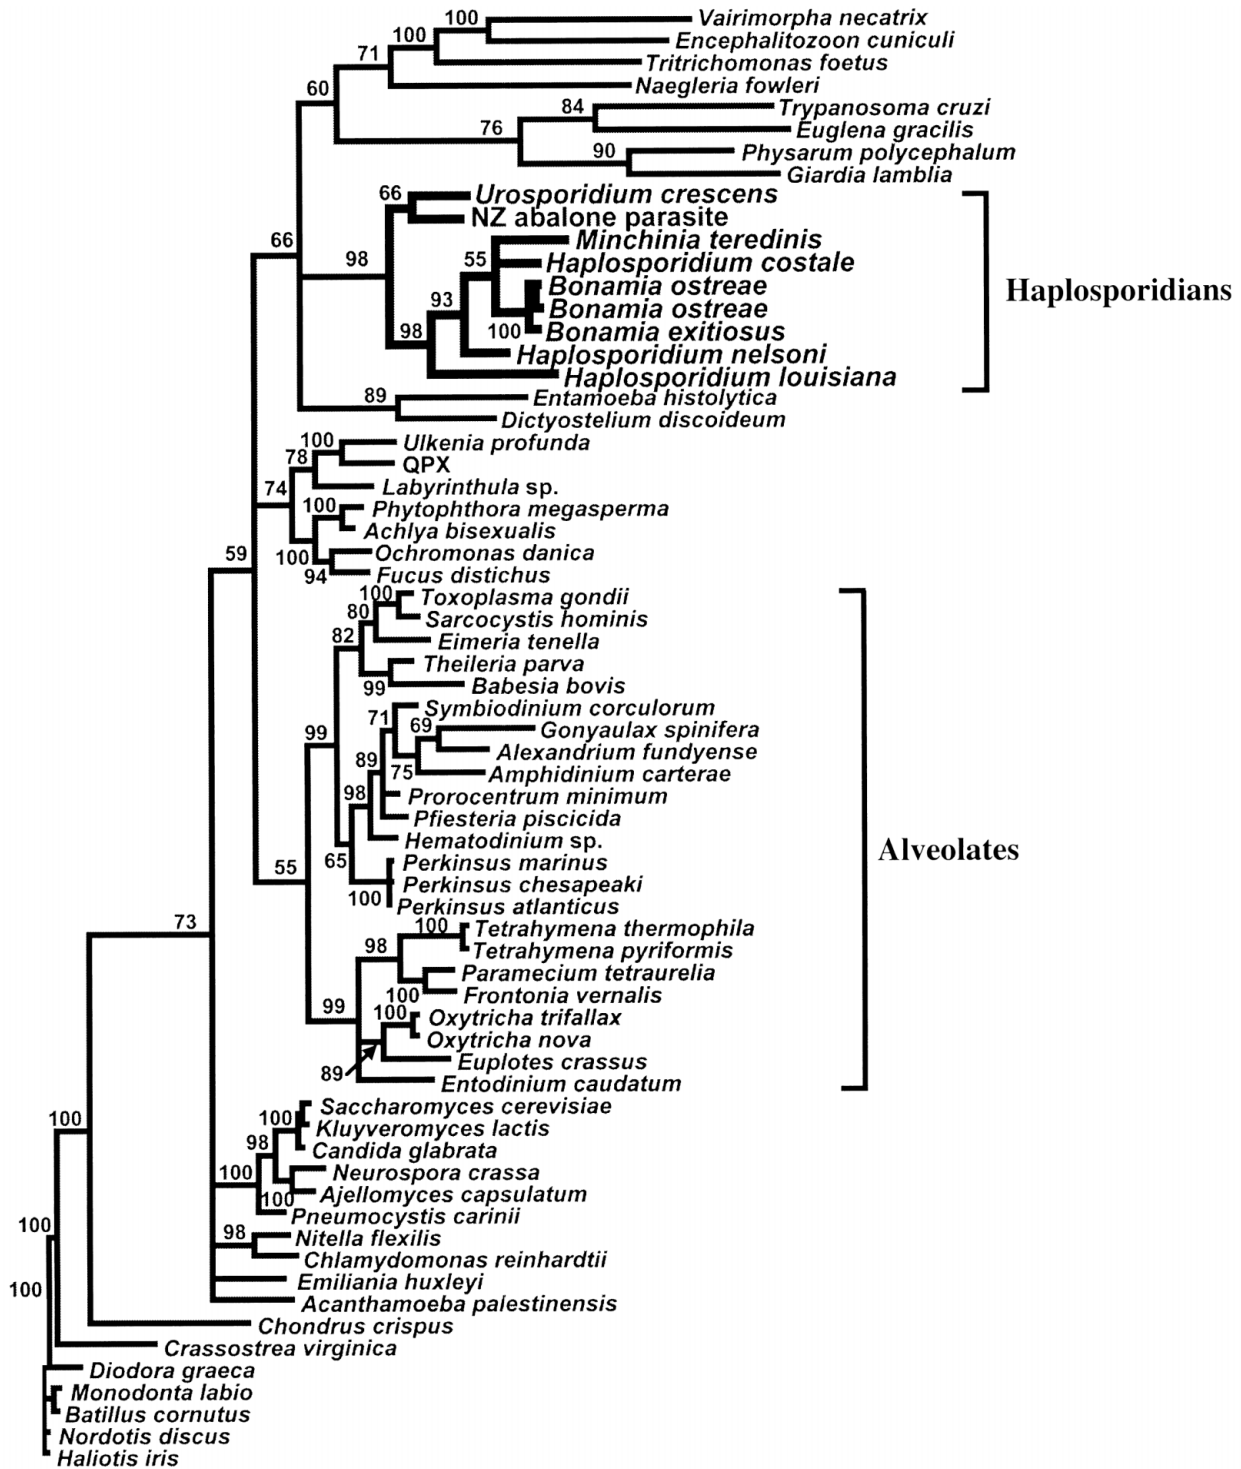 100 Vairimorpha necatrix
100 Encephalitozoon cuniculi
71 Tritrichomonas foetus
60 Naegleria fowleri
84 Trypanosoma cruzi
76 Euglena gracilis
90 Physarum polycephalum
Giardia lamblia
66 Urosporidium crescens
NZ abalone parasite
66 Minchinia teredinis
98 55 Haplosporidium costale
Bonamia ostreae
Haplosporidians
93 Bonamia ostreae
98 100 Bonamia exitiosus
Haplosporidium nelsoni
Haplosporidium louisiana
89 Entamoeba histolytica
Dictyostelium discoideum
100 Ulkenia profunda
78 QPX
74 Labyrinthula sp.
100 Phytophthora megasperma
Achlya bisexualis
59 100 Ochromonas danica
94 Fucus distichus
100 Toxoplasma gondii
80 Sarcocystis hominis
82 Eimeria tenella
Theileria parva
99 Babesia bovis
71 Symbiodinium corculorum
99 69 Gonyaulax spinifera
Alexandrium fundyense
89 75 Amphidinium carterae
98 Prorocentrum minimum
Pfiesteria piscicida
Hematodinium sp.
Alveolates
55 65 Perkinsus marinus
Perkinsus chesapeaki
100 Perkinsus atlanticus
73 100 Tetrahymena thermophila
98 Tetrahymena pyriformis
Paramecium tetraurelia
100 Frontonia vernalis
99 100 Oxytricha trifallax
Oxytricha nova
Euplotes crassus
89 Entodinium caudatum
Saccharomyces cerevisiae
100 100 Kluyveromyces lactis
98 Candida glabrata
100 Neurospora crassa
100 Ajellomyces capsulatum
Pneumocystis carinii
100 98 Nitella flexilis
Chlamydomonas reinhardtii
100 Emiliania huxleyi
Acanthamoeba palestinensis
Chondrus crispus
Crassostrea virginica
Diodora graeca
Monodonta labio
Batillus cornutus
Nordotis discus
Haliotis iris